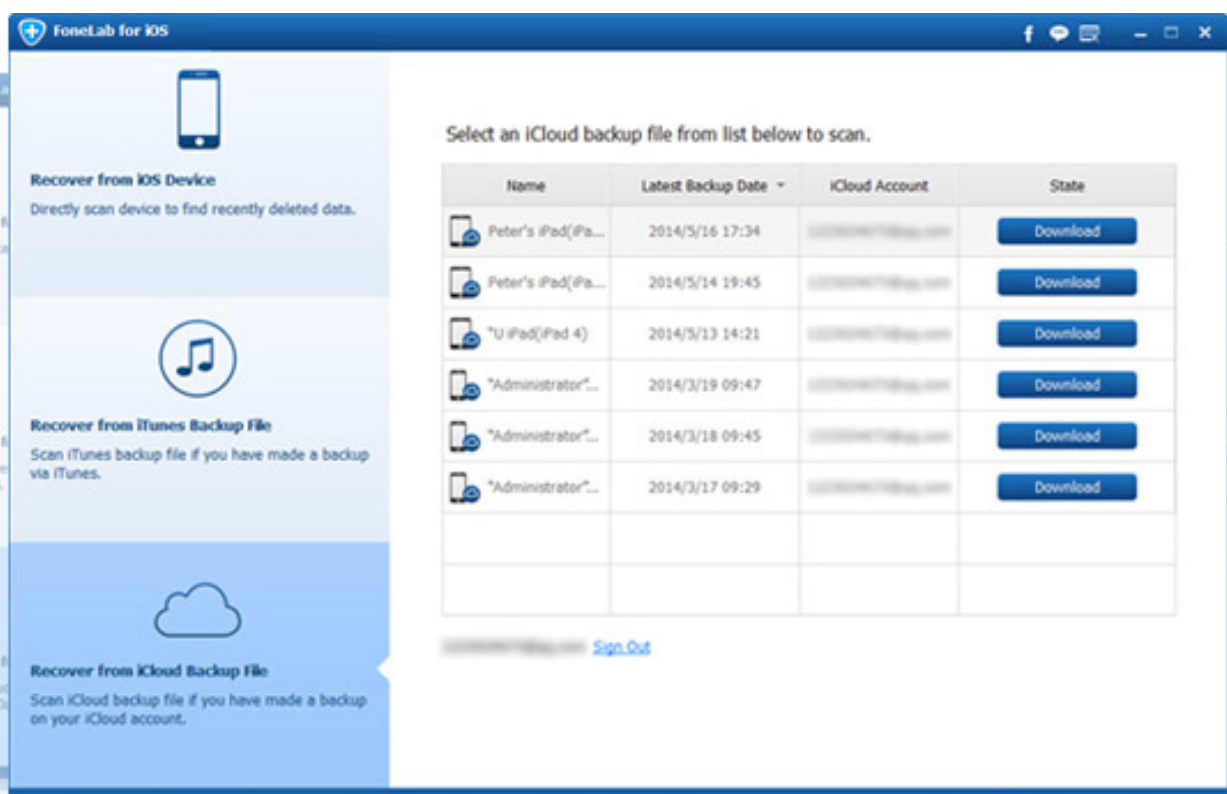 FoneLab for iOS
Recover from iOS Device
Directly scan device to find recently deleted data.
Recover from iTunes Backup File
Scan iTunes backup file if you have made a backup
via iTunes.
Recover from iCloud Backup File
Scan iCloud backup file if you have made a backup
on your iCloud account.
Select an iCloud backup file from list below to scan.
Name Latest Backup Date iCloud Account State
Peter's iPad(iPa... 2014/5/16 17:34 Download
Peter's iPad(iPa... 2014/5/14 19:45 Download
"U iPad(iPad 4) 2014/5/13 14:21 Download
"Administrator"... 2014/3/19 09:47 Download
"Administrator"... 2014/3/18 09:45 Download
"Administrator"... 2014/3/17 09:29 Download
Sign Out